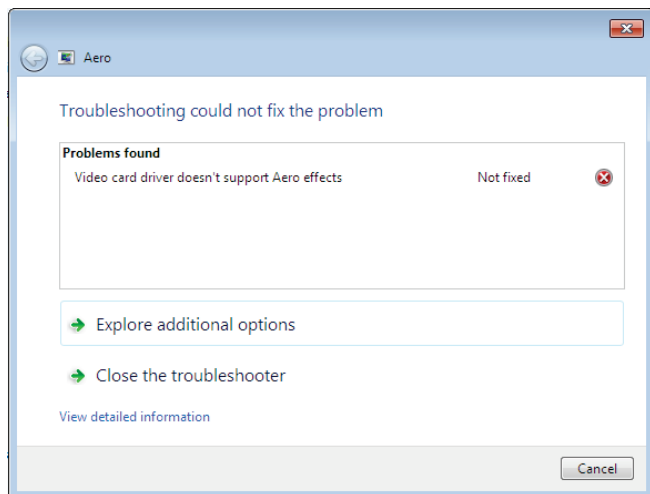 Aero
Troubleshooting could not fix the problem
Problems found
Video card driver doesn't support Aero effects Not fixed
Explore additional options
Close the troubleshooter
View detailed information
Cancel